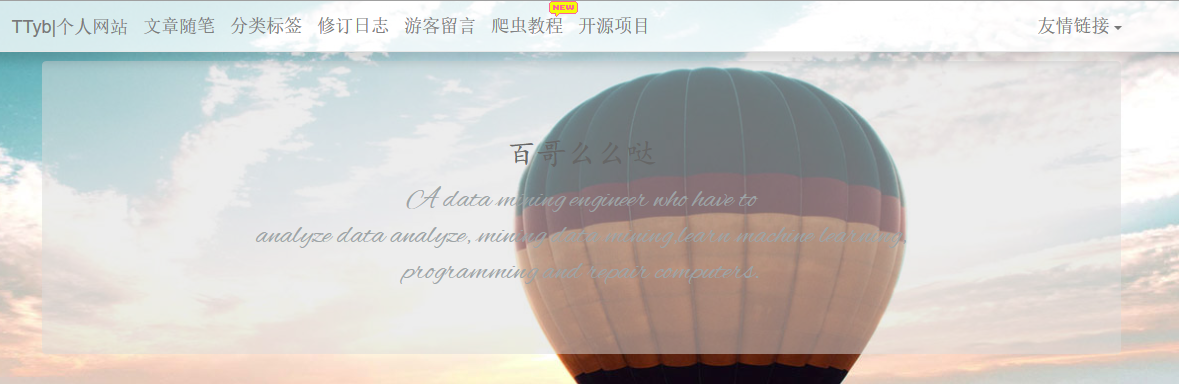 TTyb|个人网站 文章随笔 分类标签 修订日志 游客留言 爬虫教程 NEW 开源项目 友情链接
百哥么么哒
A data mining engineer who have to
analyze data analyze, mining data mining,learn machine learning,
programming and repair computers.